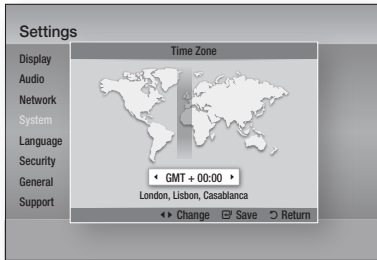 Settings
Time Zone
Display
Audio
Network
System
Language
Security
General
Support
GMT + 00:00
London, Lisbon, Casablanca
Change Save Return